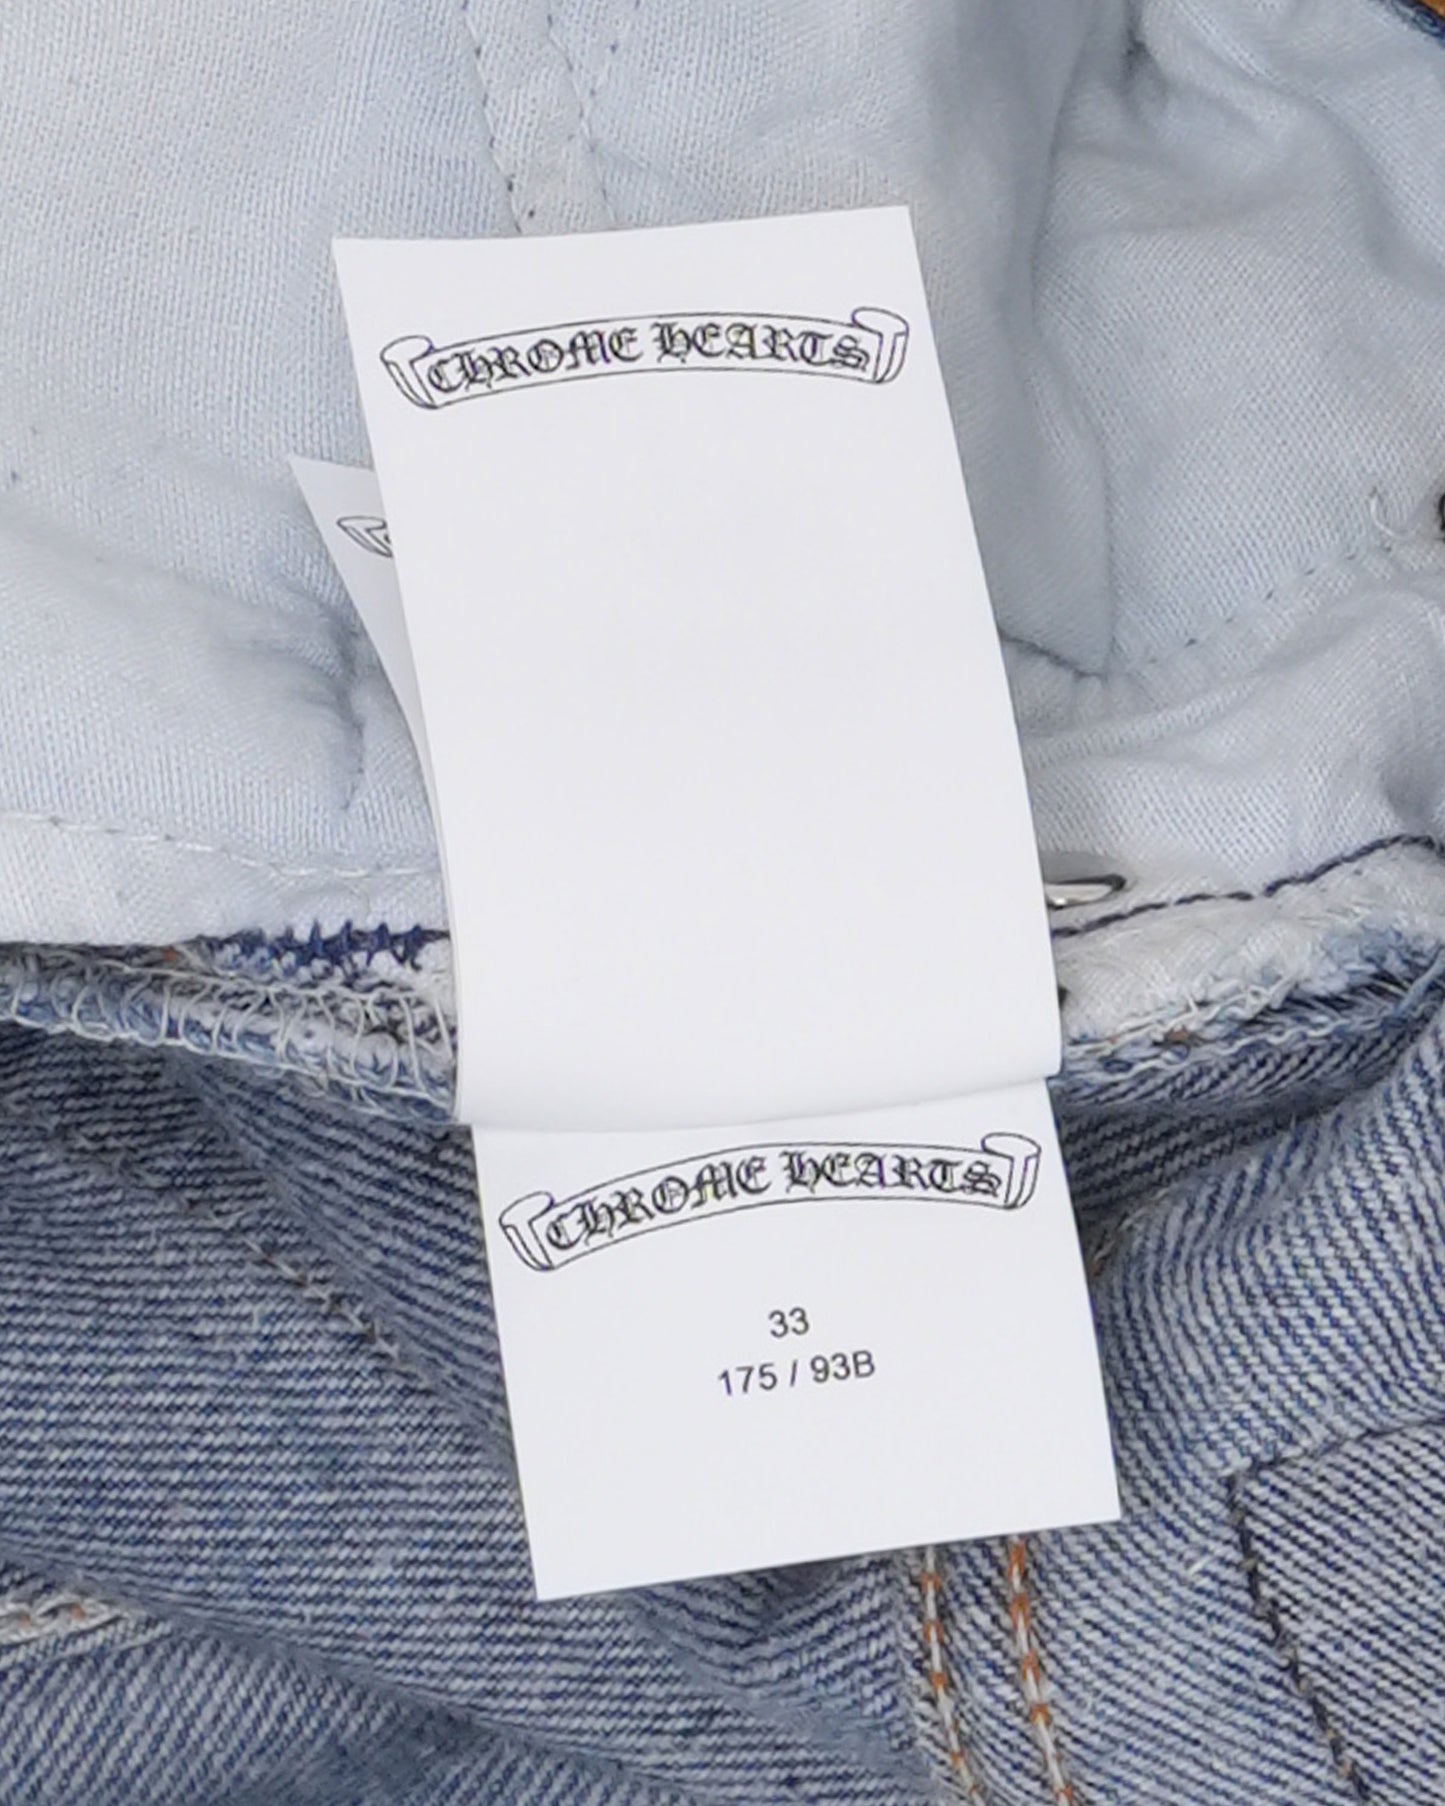 CHROME HEARTS
CHROME HEARTS
33
175 / 93B